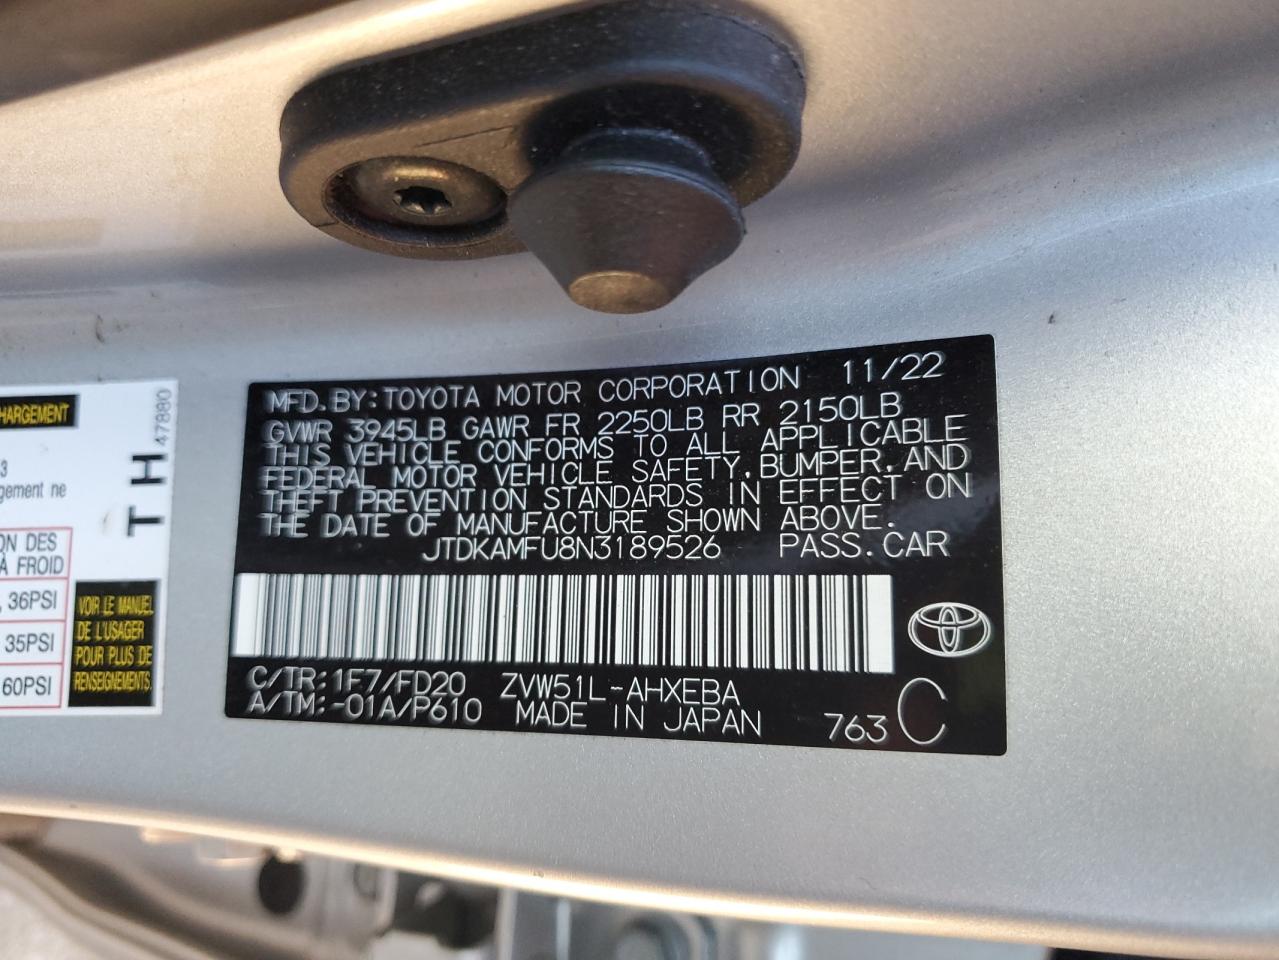 HARGEMENT
3
gement ne
ON DES
A FROID
, 36PSI
35PSI
60PSI
TH 47880
VOIR LE MANUEL
DE L'USAGER
POUR PLUS DE
RENSEIGNEMENTS.
MFD.BY:TOYOTA MOTOR CORPORATION 11/22
GVWR 3945LB GAWR FR 2250LB RR 2150LB
THIS VEHICLE CONFORMS TO ALL APPLICABLE
FEDERAL MOTOR VEHICLE SAFETY,BUMPER,AND
THEFT PREVENTION STANDARDS IN EFFECT ON
THE DATE OF MANUFACTURE SHOWN ABOVE.
JTDKAMFU8N3189526 PASS.CAR
C/TR:1F7/FD20 ZVW51L-AHXEBA
A/TM:-01A/P610 MADE IN JAPAN 763 C